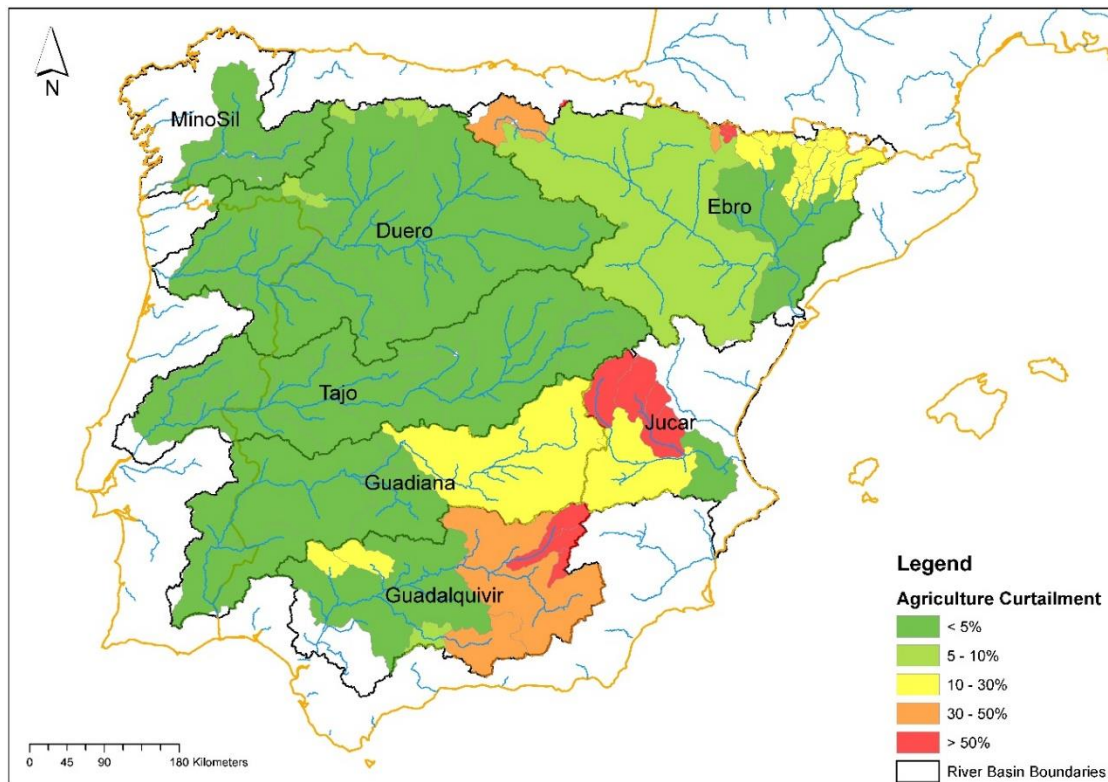 N
MinoSil
Duero
Ebro
Tajo
Jucar
Guadiana
Guadalquivir
Legend
Agriculture Curtailment
< 5%
5 - 10%
10 - 30%
30 - 50%
> 50%
River Basin Boundaries
0 45 90 180 Kilometers